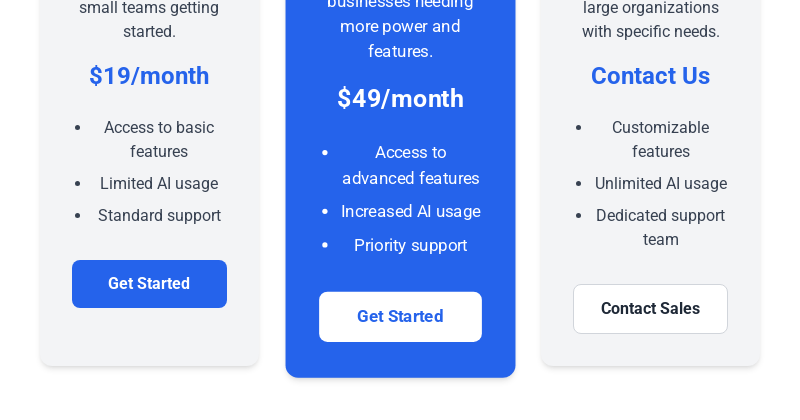 small teams getting
started.
$19/month
• Access to basic
features
• Limited AI usage
• Standard support
Get Started
businesses needing
more power and
features.
$49/month
• Access to
advanced features
• Increased AI usage
• Priority support
Get Started
large organizations
with specific needs.
Contact Us
• Customizable
features
• Unlimited AI usage
• Dedicated support
team
Contact Sales